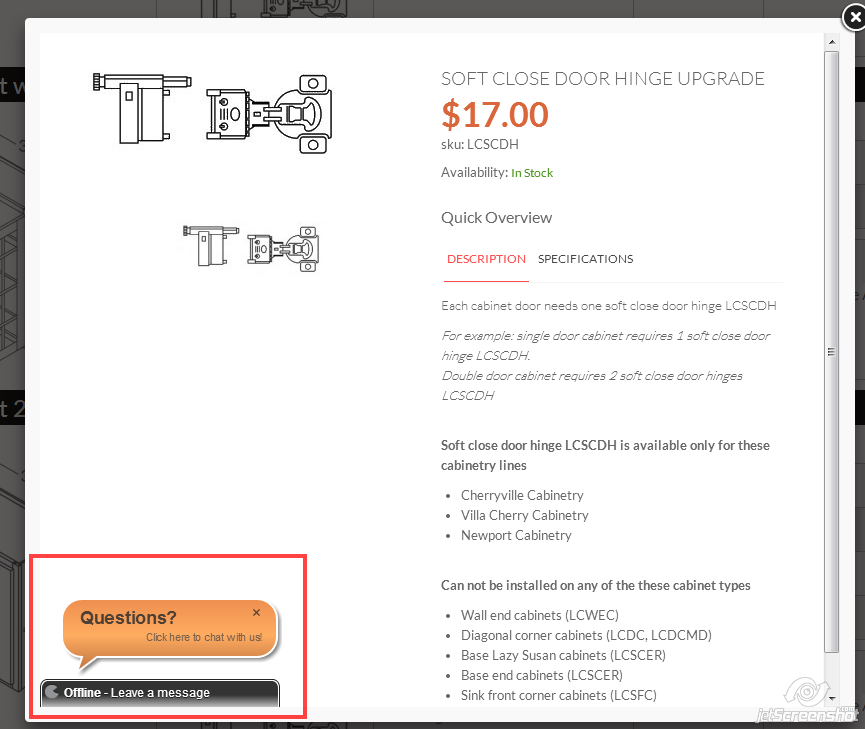 SOFT CLOSE DOOR HINGE UPGRADE
$17.00
sku: LCSCDH
Availability: In Stock
Quick Overview
DESCRIPTION SPECIFICATIONS
Each cabinet door needs one soft close door hinge LCSCDH
For example: single door cabinet requires 1 soft close door
hinge LCSCDH.
Double door cabinet requires 2 soft close door hinges
LCSCDH
Soft close door hinge LCSCDH is available only for these
cabinetry lines
• Cherryville Cabinetry
• Villa Cherry Cabinetry
• Newport Cabinetry
Can not be installed on any of the these cabinet types
• Wall end cabinets (LCWEC)
• Diagonal corner cabinets (LCDC, LCDCMD)
• Base Lazy Susan cabinets (LCSCER)
• Base end cabinets (LCSCER)
• Sink front corner cabinets (LCSFC)
Questions?
Click here to chat with us!
Offline - Leave a message
jetScreenshot
.com